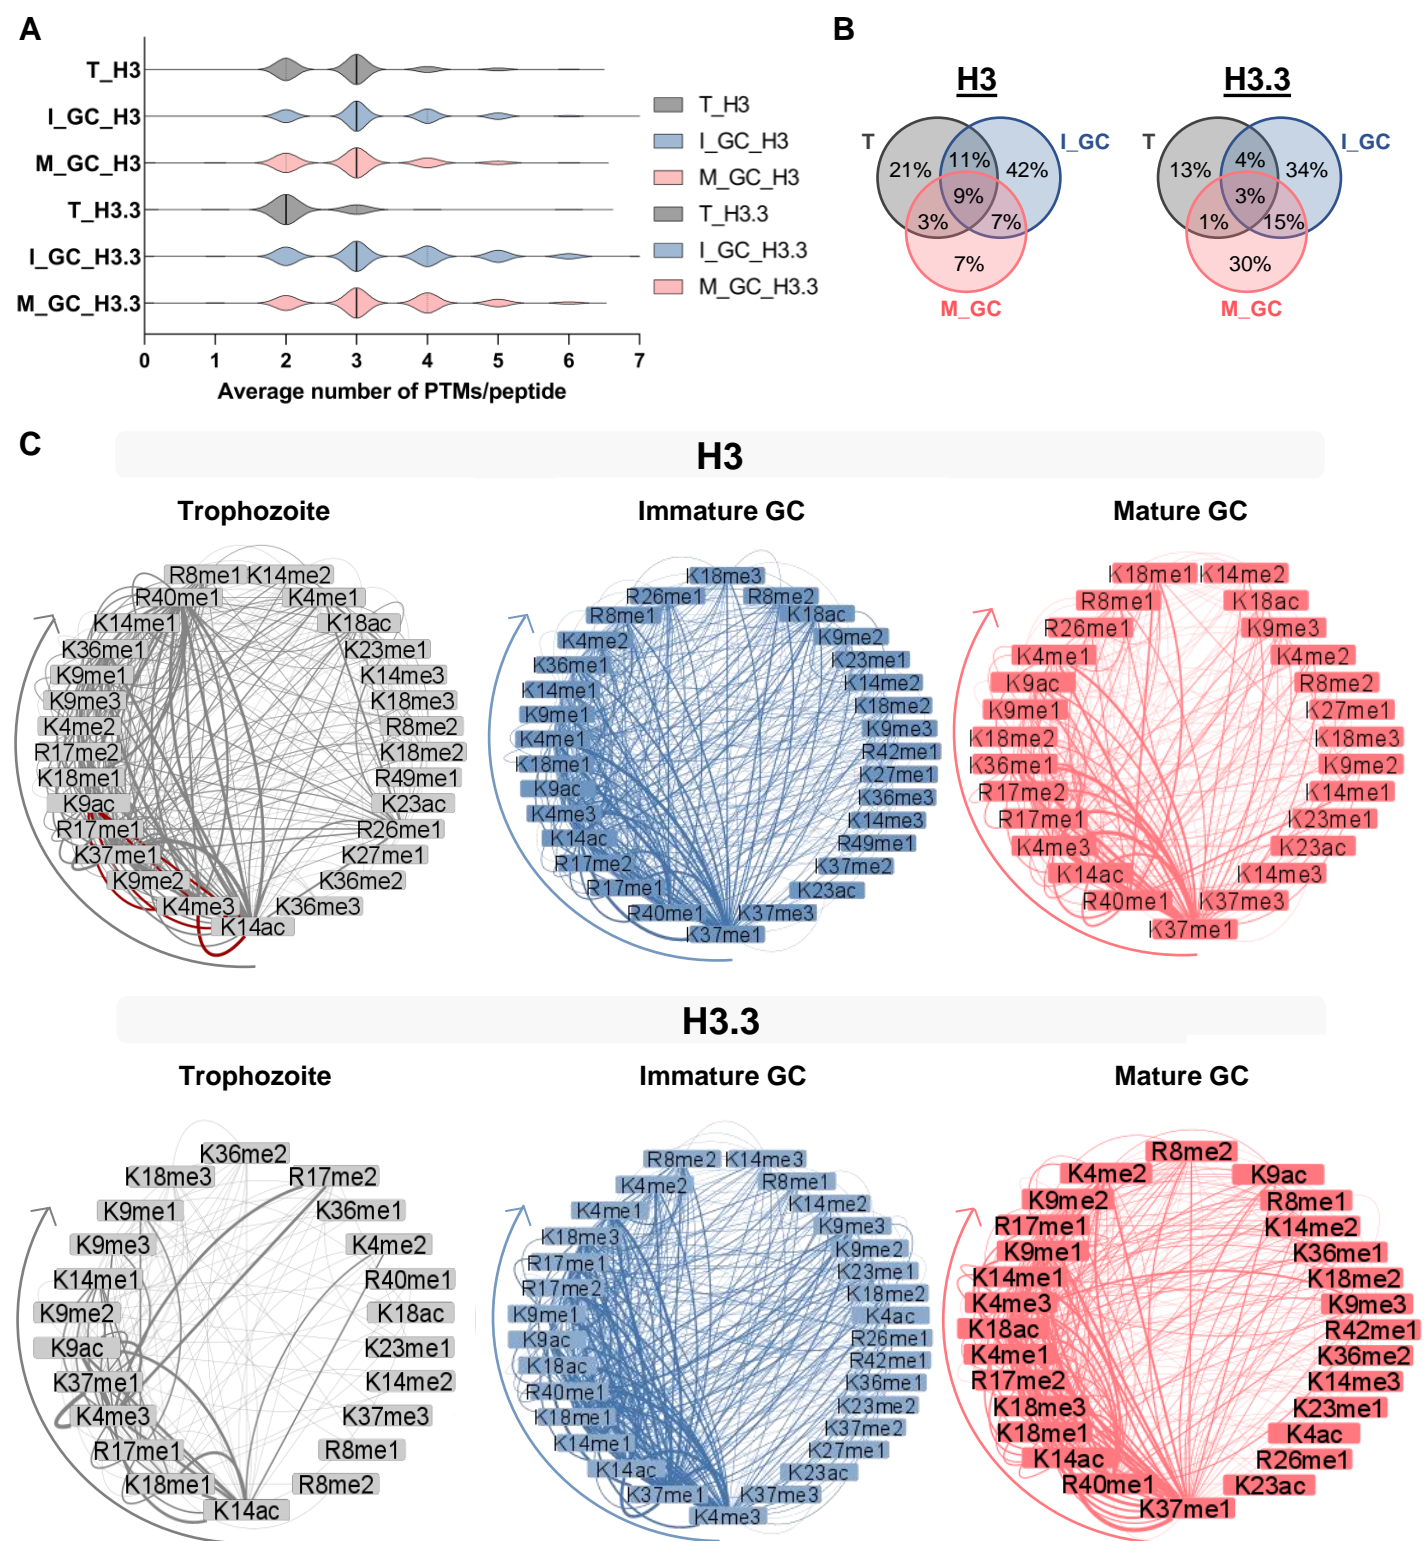 A
T_H3
I_GC_H3
M_GC_H3
T_H3.3
I_GC_H3.3
M_GC_H3.3
0 1 2 3 4 5 6 7
Average number of PTMs/peptide
T_H3
I_GC_H3
M_GC_H3
T_H3.3
I_GC_H3.3
M_GC_H3.3
B
H3
T
I_GC
21%
11%
42%
9%
3%
7%
7%
M_GC
H3.3
T
I_GC
13%
4%
34%
3%
1%
15%
30%
M_GC
C
H3
Trophozoite
R8me1 K14me2
R40me1 K4me1
K14me1 K18ac
K36me1 K23me1
K9me1 K14me3
K9me3 K18me3
K4me2 R8me2
R17me2 K18me2
K18me1 R49me1
K9ac K23ac
R17me1 R26me1
K37me1 K27me1
K9me2 K36me2
K4me3 K36me3
K14ac
Immature GC
K18me3
R26me1 R8me2
R8me1 K18ac
K4me2 K9me2
K36me1 K23me1
K14me1 K14me2
K9me1 K18me2
K4me1 K9me3
K18me1 R42me1
K9ac K27me1
K4me3 K36me3
K14ac K14me3
R17me2 R49me1
R17me1 K37me2
R40me1 K23ac
K37me1 K37me3
Mature GC
K18me1 K14me2
R8me1 K18ac
R26me1 K9me3
K4me1 K4me2
K9ac R8me2
K9me1 K27me1
K18me2 K18me3
K36me1 K9me2
R17me2 K14me1
R17me1 K23me1
K4me3 K23ac
K14ac K14me3
R40me1 K37me3
K37me1
H3.3
Trophozoite
K36me2
K18me3 R17me2
K9me1 K36me1
K9me3 K4me2
K14me1 R40me1
K9me2 K18ac
K9ac K23me1
K37me1 K14me2
K4me3 K37me3
R17me1 R8me1
K18me1 R8me2
K14ac
Immature GC
R8me2 K14me3
K4me2 R8me1
K4me1 K14me2
K18me3 K9me3
R17me1 K9me2
R17me2 K23me1
K9me1 K18me2
K9ac K4ac
K18ac R26me1
R40me1 R42me1
K18me1 K36me1
K14me1 K23me2
K14ac K37me2
K37me1 K27me1
K4me3 K23ac
K37me3
Mature GC
R8me2
K4me2 K9ac
K9me2 R8me1
R17me1 K14me2
K9me1 K36me1
K14me1 K18me2
K4me3 K9me3
K18ac R42me1
K4me1 K36me2
R17me2 K14me3
K18me3 K23me1
K18me1 K4ac
K14ac R26me1
R40me1 K23ac
K37me1